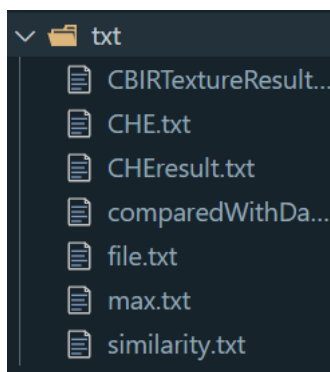 txt
CBIRTextureResult...
CHE.txt
CHEresult.txt
comparedWithDa...
file.txt
max.txt
similarity.txt